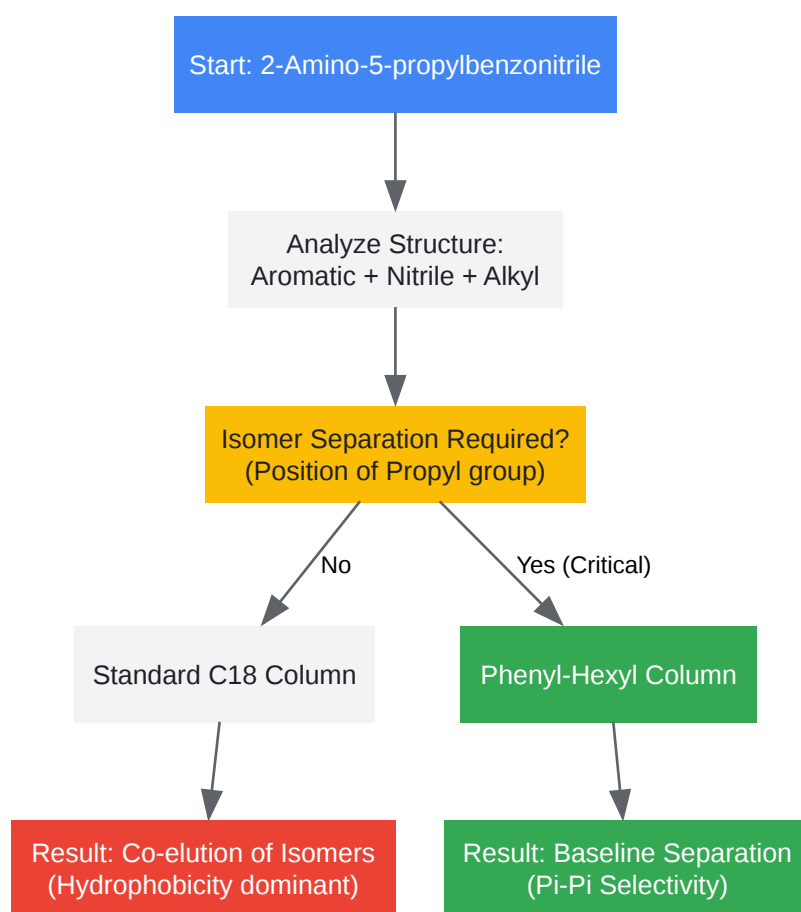 Start: 2-Amino-5-propylbenzonitrile
Analyze Structure:
Aromatic + Nitrile + Alkyl
Isomer Separation Required?
(Position of Propyl group)
No
Yes (Critical)
Standard C18 Column
Phenyl-Hexyl Column
Result: Co-elution of Isomers
(Hydrophobicity dominant)
Result: Baseline Separation
(Pi-Pi Selectivity)